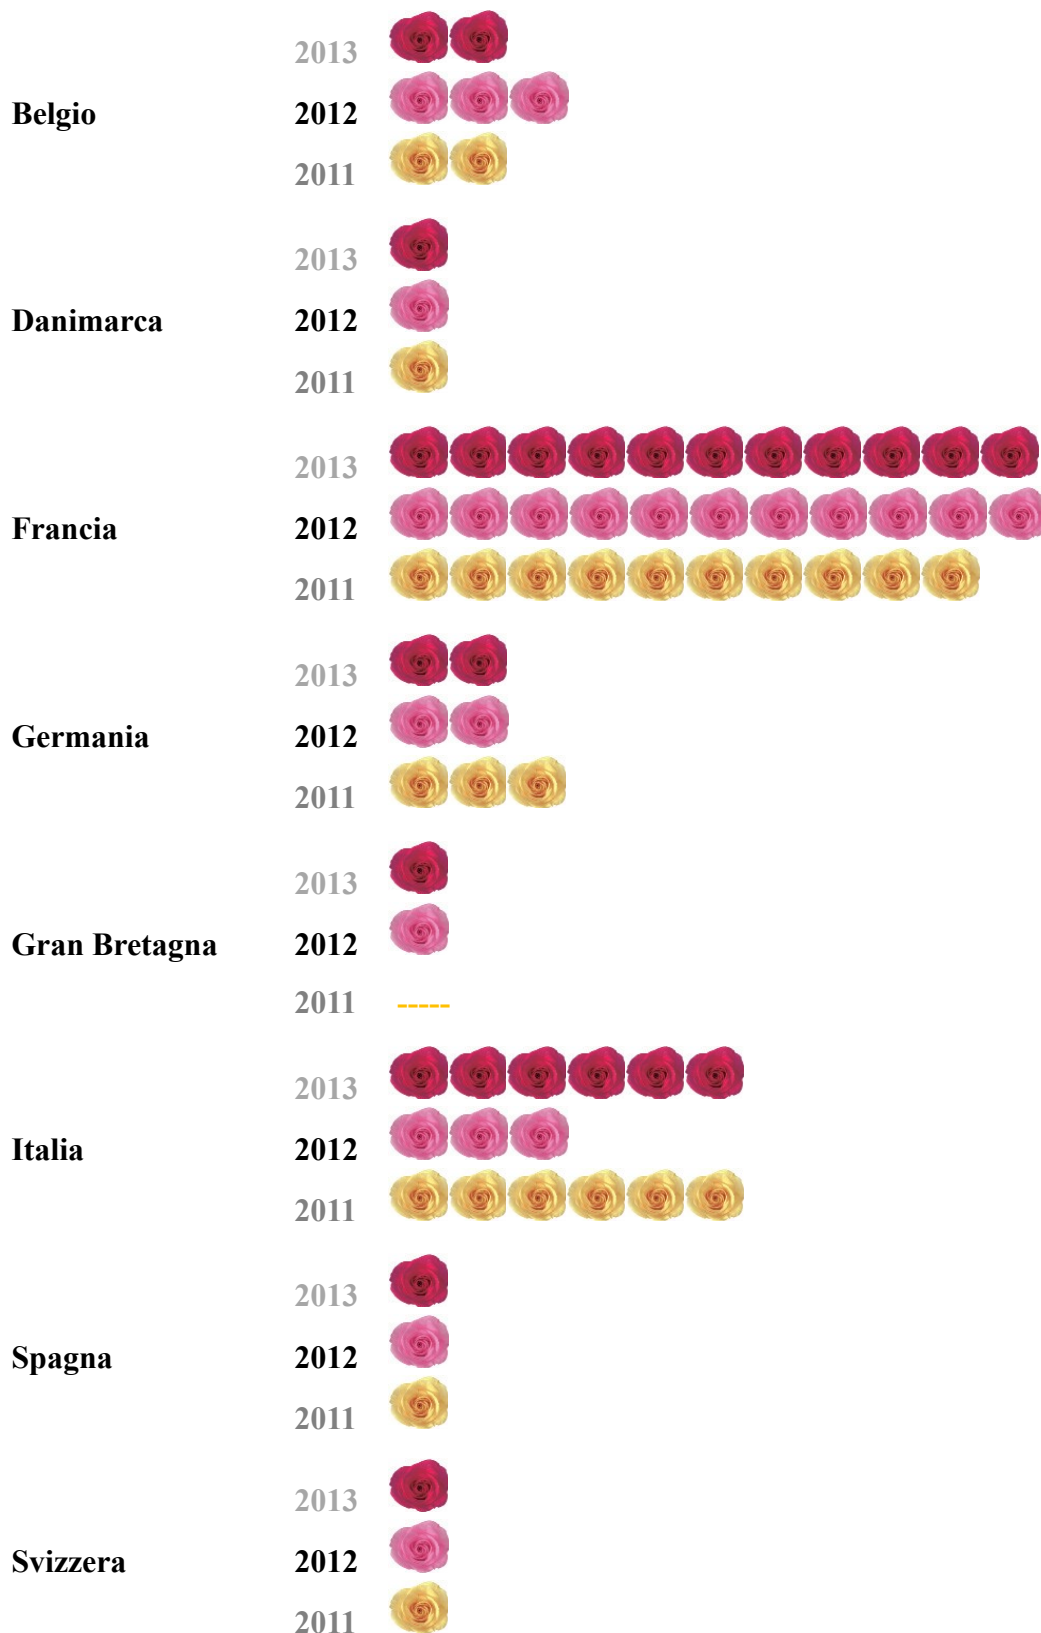 2013
Belgio 2012
2011
2013
Danimarca 2012
2011
2013
Francia 2012
2011
2013
Germania 2012
2011
2013
Gran Bretagna 2012
2011 -----
2013
Italia 2012
2011
2013
Spagna 2012
2011
2013
Svizzera 2012
2011